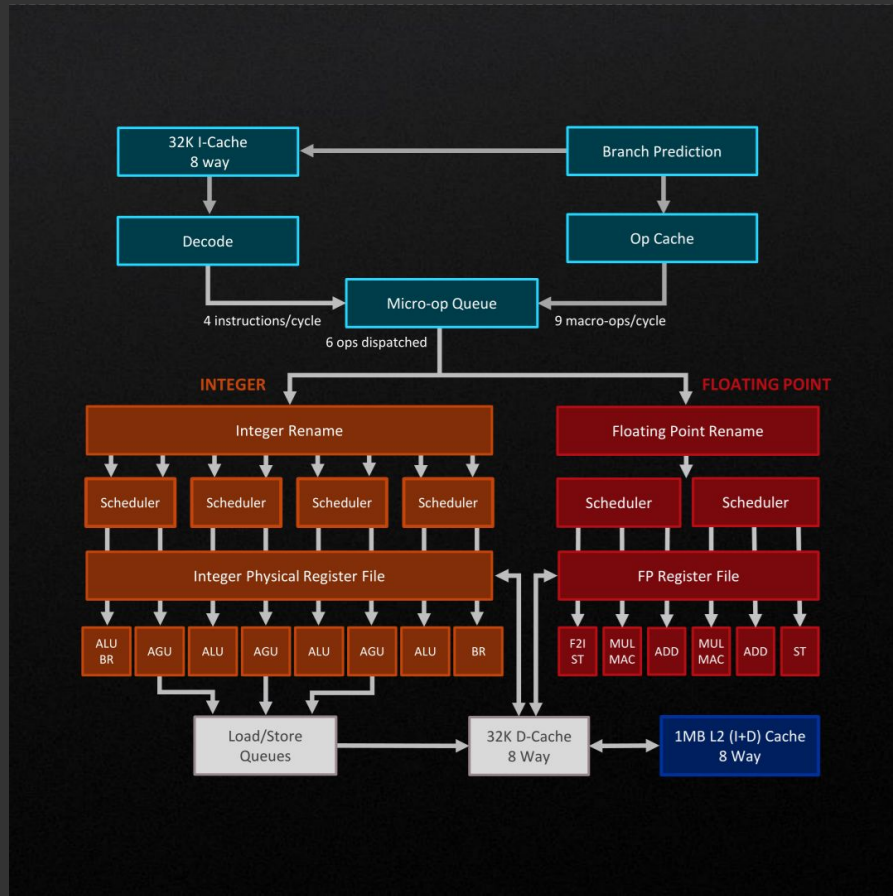 32K I-Cache
8 way
Branch Prediction
Decode
Op Cache
Micro-op Queue
4 instructions/cycle
9 macro-ops/cycle
6 ops dispatched
INTEGER
FLOATING POINT
Integer Rename
Floating Point Rename
Scheduler
Scheduler
Scheduler
Scheduler
Scheduler
Scheduler
Integer Physical Register File
FP Register File
ALU
BR
AGU
ALU
AGU
ALU
AGU
ALU
BR
F2I
ST
MUL
MAC
ADD
MUL
MAC
ADD
ST
Load/Store
Queues
32K D-Cache
8 Way
1MB L2 (I+D) Cache
8 Way